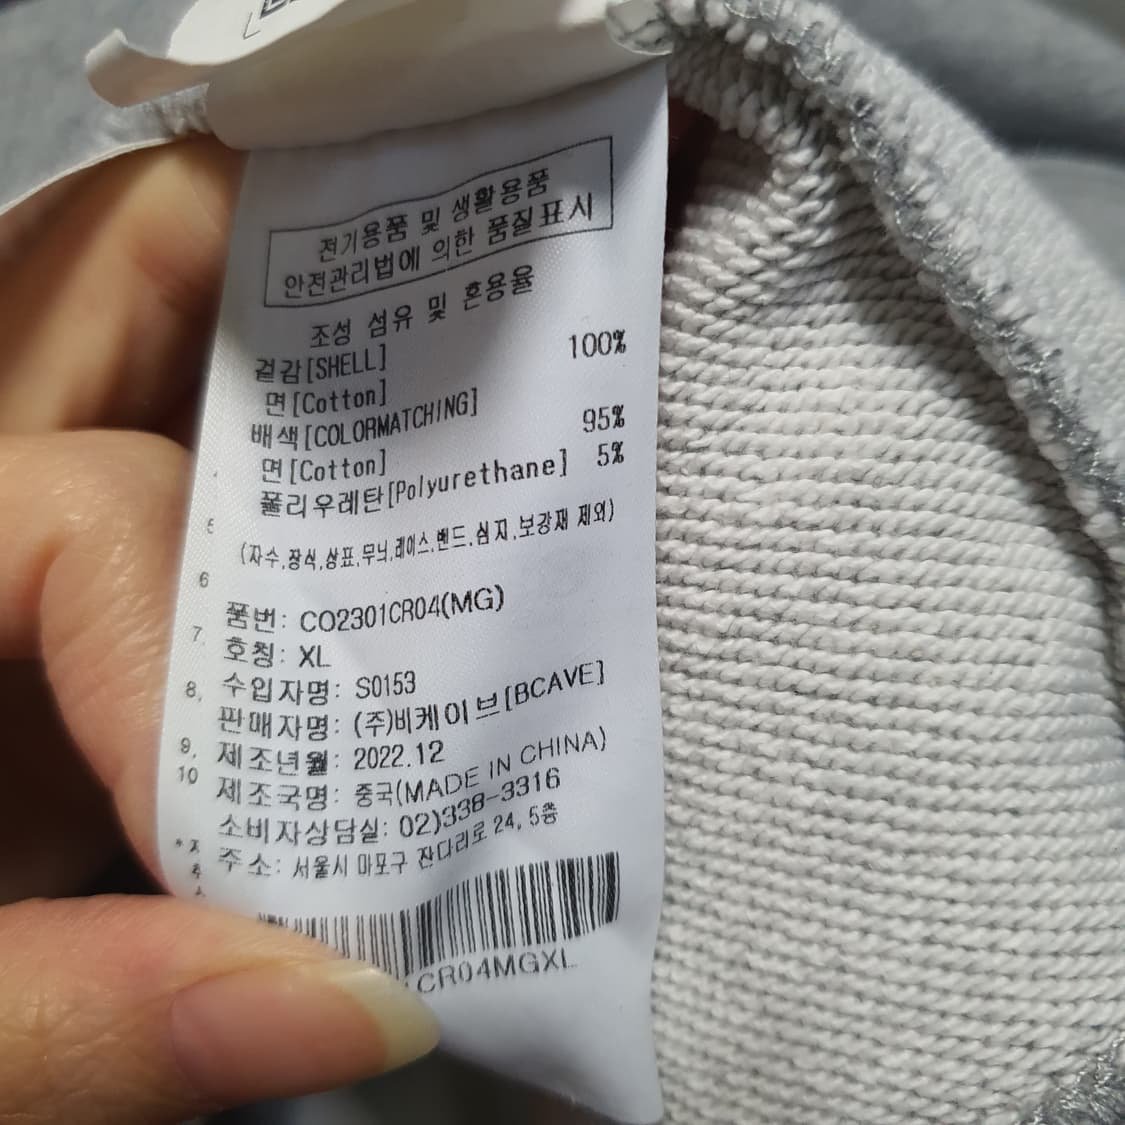 전기용품 및 생활용품
안전관리법에 의한 품질표시
조성 섬유 및 혼용율
겉감[SHELL] 100%
면[Cotton]
배색[COLORMATCHING] 95%
면[Cotton] 5%
폴리우레탄[Polyurethane]
(자수,장식,상표,무늬,레이스,밴드,심지,보강재 제외)
품번: CO2301CR04(MG)
호칭: XL
수입자명: S0153
판매자명: (주)비케이브[BCAVE]
제조년월: 2022.12
제조국명: 중국(MADE IN CHINA)
소비자상담실: 02)338-3316
주소: 서울시 마포구 잔다리로 24, 5층
CR04MGXL
6
7.
8.
9.
10